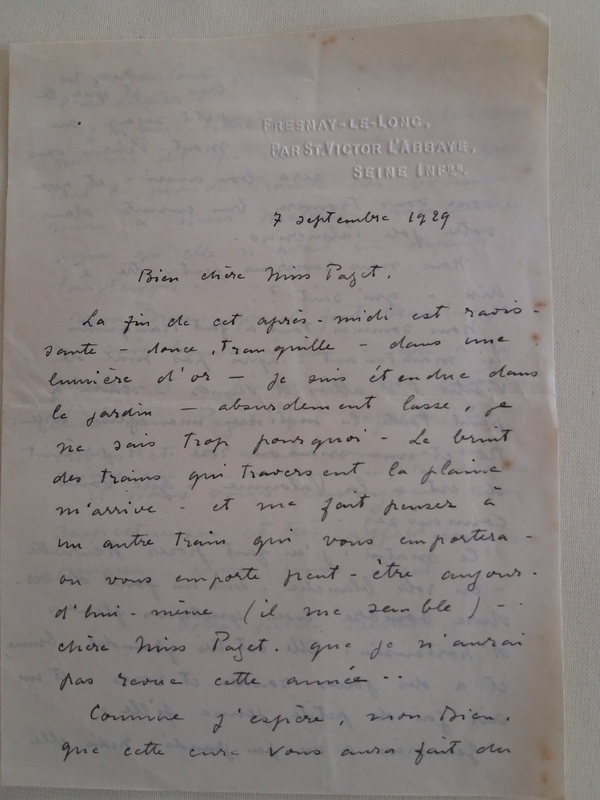 FRESNAY-LE-LONG,
PAR ST. VICTOR L'ABBAYE,
SEINE INFRE.
7 septembre 1929
Bien chère Miss Paget.
La fin de cet après-midi est ravis-
sante - douce, tranquille - dans une
lumière d'or - je suis étendue dans
le jardin - absurdement lasse, je
ne sais trop pourquoi - Le bruit
des trains qui traversent la plaine
m'arrive - et me fait penser à
un autre train qui vous emportera -
ou vous emporte peut-être aujour-
d'hui-même (il me semble) -
chère Miss Paget. que je n'aurai
pas revue cette année..
Comme j'espère, mon Dieu,
que cette cure vous aura fait du